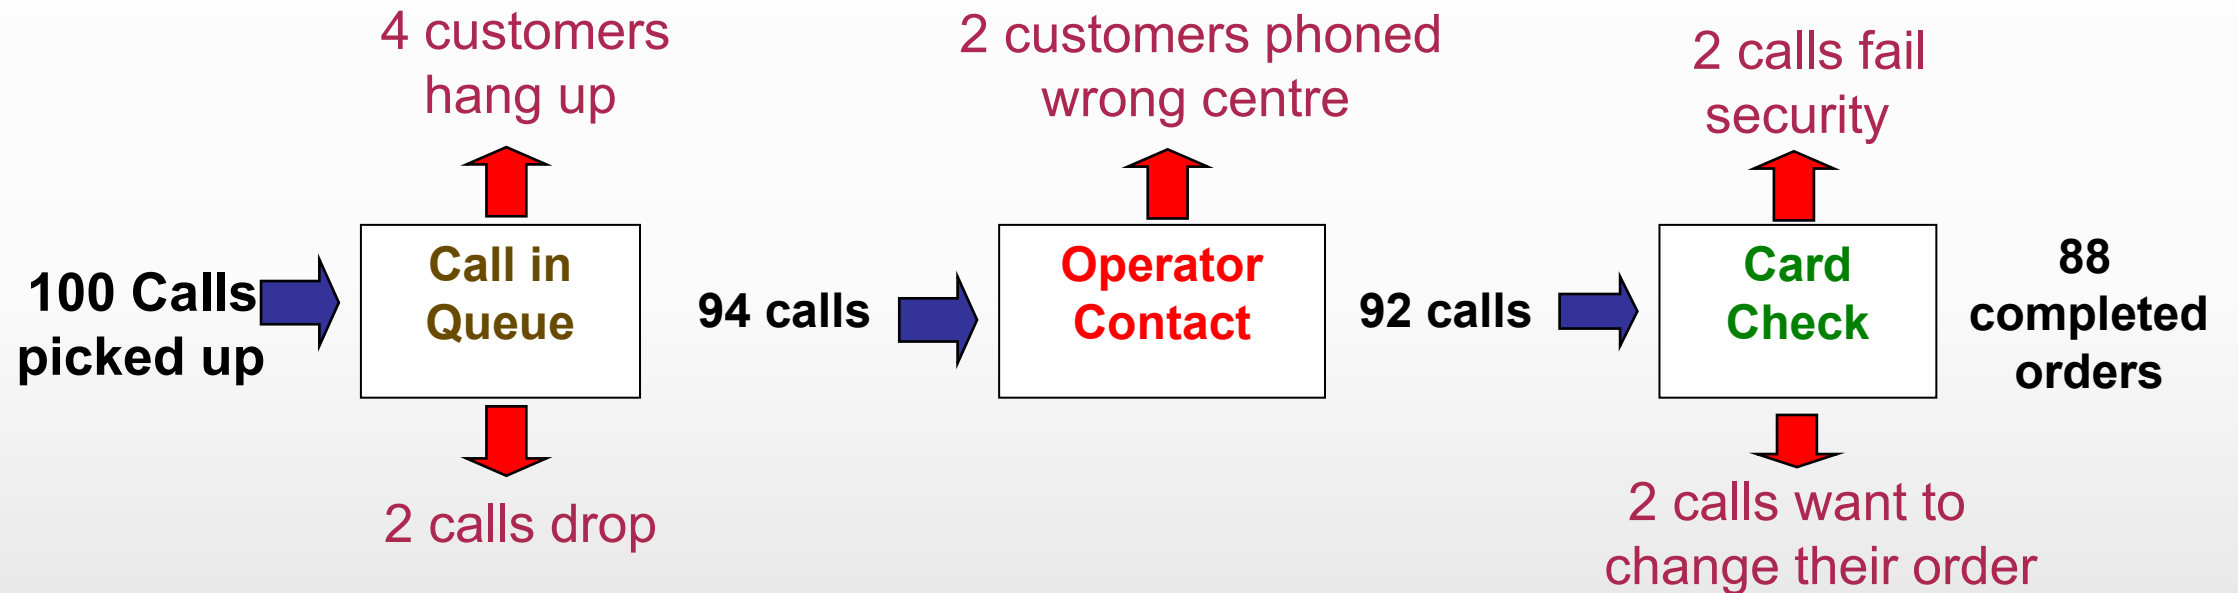 4 customers
hang up
2 customers phoned
wrong centre
2 calls fail
security
100 Calls
picked up
Call in
Queue
94 calls
Operator
Contact
92 calls
Card
Check
88
completed
orders
2 calls drop
2 calls want to
change their order